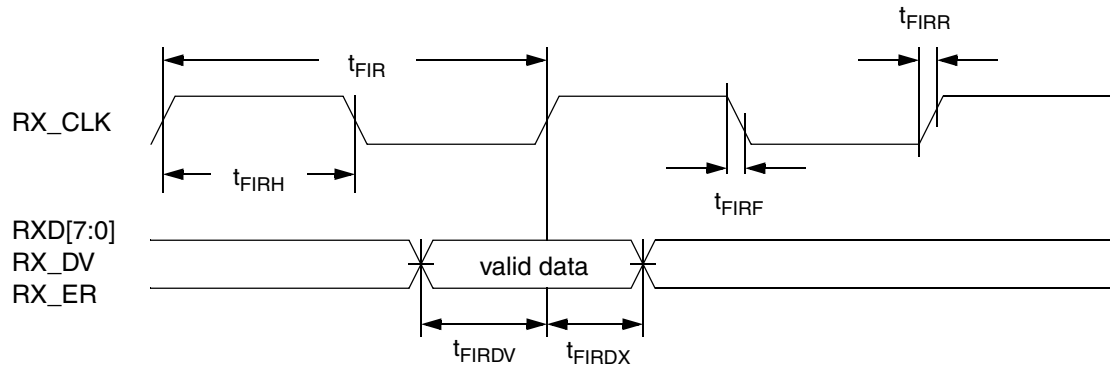 tFIRR
tFIR
RX_CLK
tFIRH
tFIRF
RXD[7:0]
RX_DV
valid data
RX_ER
tFIRDV
tFIRDX